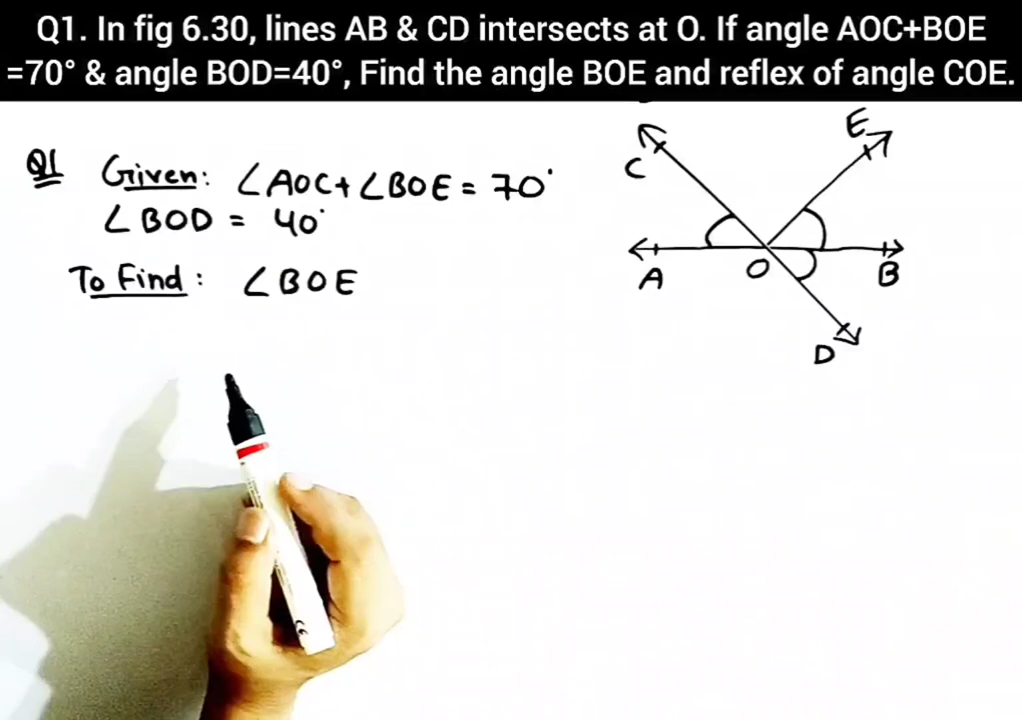 Q1. In fig 6.30, lines AB & CD intersects at O. If angle AOC+BOE
=70° & angle BOD=40°, Find the angle BOE and reflex of angle COE.
Q1 Given: ∠AOC+∠BOE = 70°
∠BOD = 40°
To Find: ∠BOE
E
C
A
O
B
D